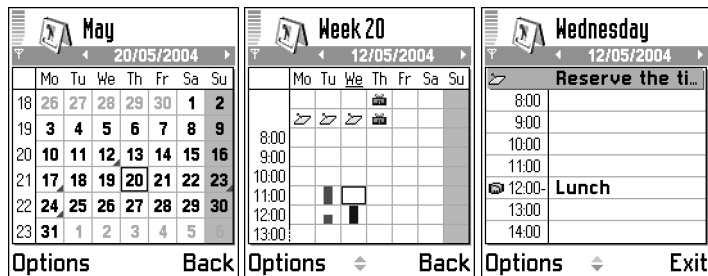 May
20/05/2004
Mo Tu We Th Fr Sa Su
18 26 27 28 29 30 1 2
19 3 4 5 6 7 8 9
20 10 11 12 13 14 15 16
21 17 18 19 20 21 22 23
22 24 25 26 27 28 29 30
23 31 1 2 3 4 5 6
Options Back
Week 20
12/05/2004
Mo Tu We Th Fr Sa Su
8:00
9:00
10:00
11:00
12:00
13:00
Options Back
Wednesday
12/05/2004
Reserve the ti...
8:00
9:00
10:00
11:00
12:00- Lunch
13:00
14:00
Options Exit